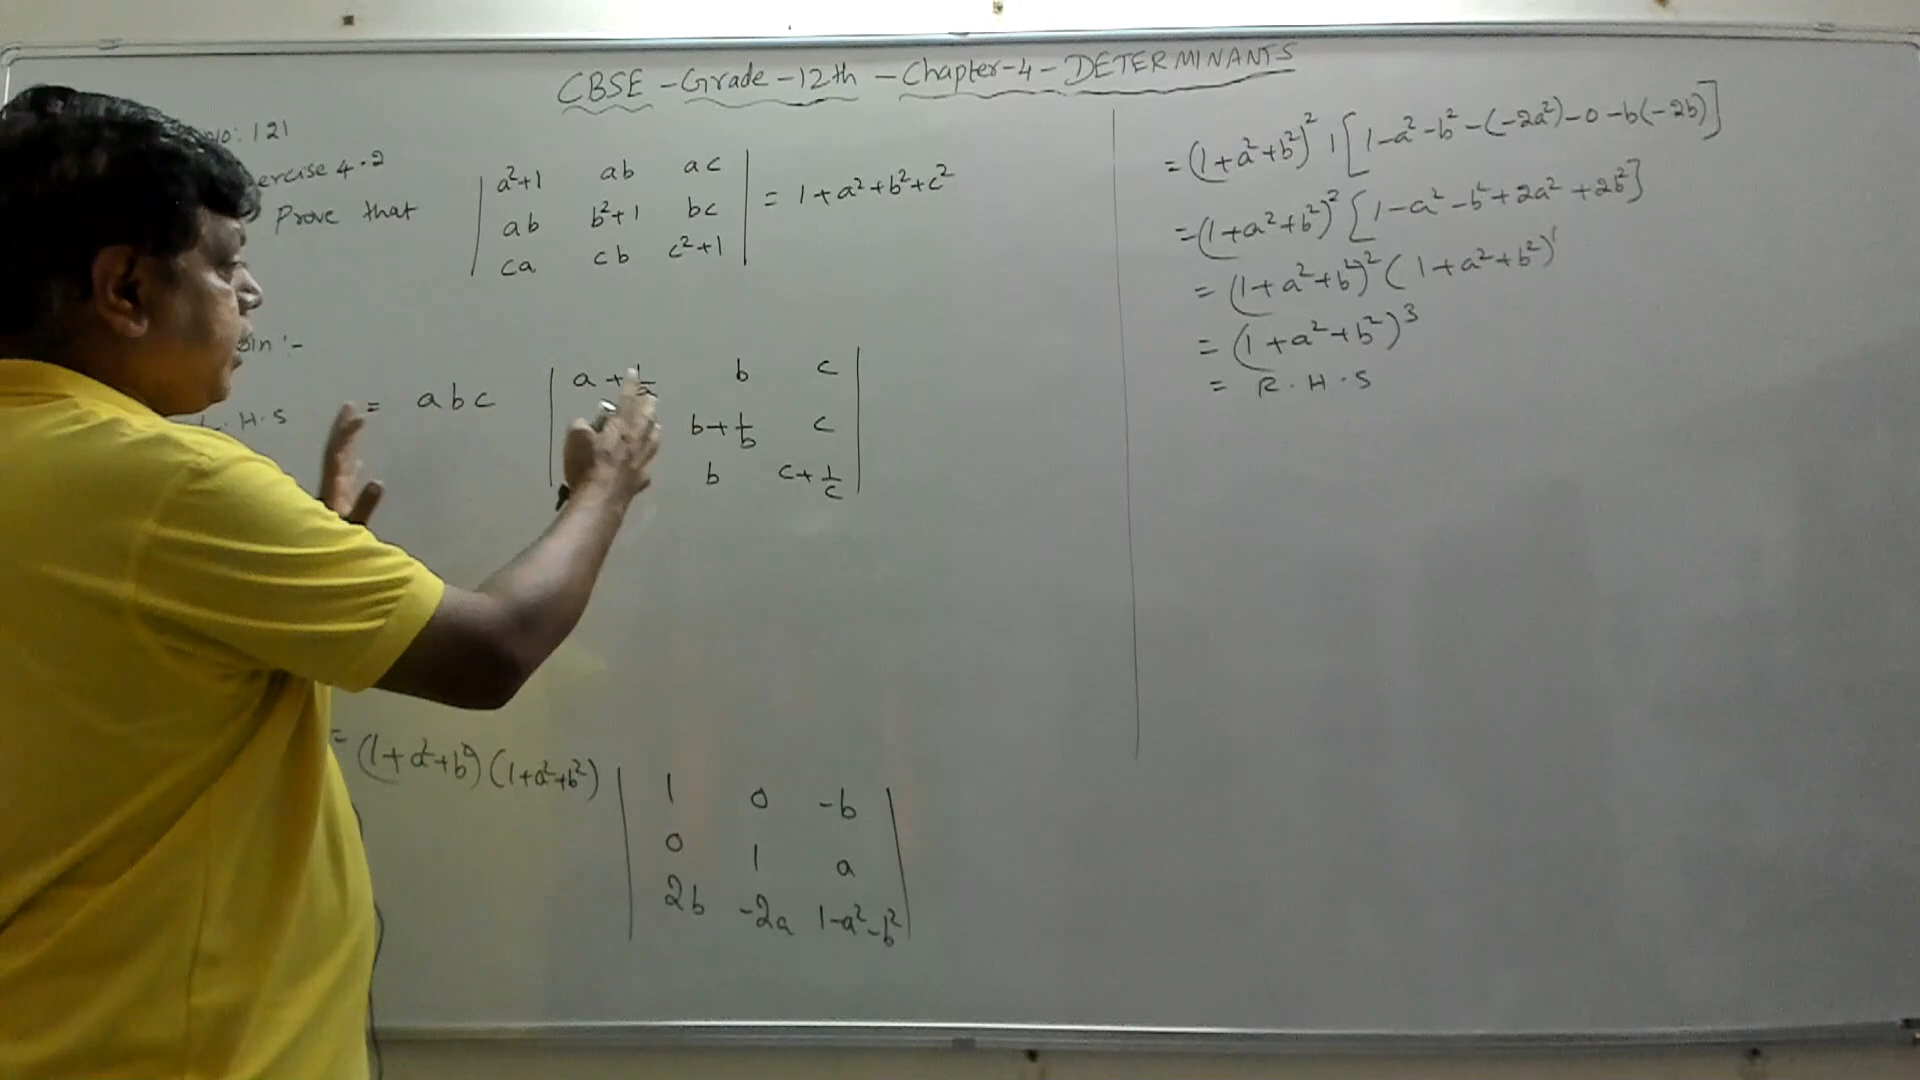 CBSE - Grade - 12th - Chapter-4 - DETERMINANTS
No: 121
ercise 4.2
Prove that | a²+1 ab ac |
| ab b²+1 bc | = 1+a²+b²+c²
| ca cb c²+1 |
oln :-
L.H.S = abc | a+1/a b c |
| b+1/b c |
| b c+1/c |
= (1+a²+b²)(1+a²+b²) | 1 0 -b |
| 0 1 a |
| 2b -2a 1-a²-b² |
= (1+a²+b²)² 1[1-a²-b²-(-2a²)-0-b(-2b)]
= (1+a²+b²)² [1-a²-b²+2a²+2b²]
= (1+a²+b²)² (1+a²+b²)¹
= (1+a²+b²)³
= R.H.S